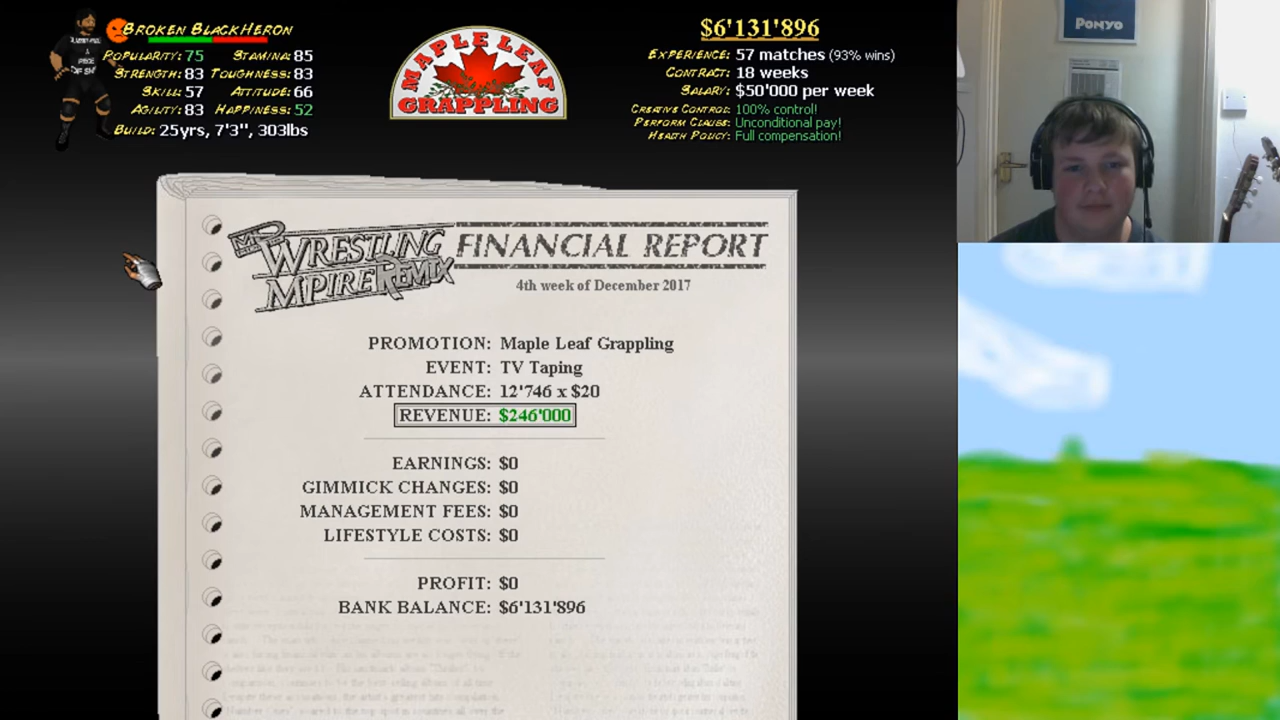 BROKEN BLACKHERON
POPULARITY: 75 STAMINA: 85
STRENGTH: 83 TOUGHNESS: 83
SKILL: 57 ATTITUDE: 66
AGILITY: 83 HAPPINESS: 52
BUILD: 25yrs, 7'3", 303lbs
MAPLE LEAF
GRAPPLING
$6'131'896
EXPERIENCE: 57 matches (93% wins)
CONTRACT: 18 weeks
SALARY: $50'000 per week
CREATIVE CONTROL: 100% control!
PERFORM CLAUSE: Unconditional pay!
HEALTH POLICY: Full compensation!
PONYO
WRESTLING
MPIRE REMIX
FINANCIAL REPORT
4th week of December 2017
PROMOTION: Maple Leaf Grappling
EVENT: TV Taping
ATTENDANCE: 12'746 x $20
REVENUE: $246'000
EARNINGS: $0
GIMMICK CHANGES: $0
MANAGEMENT FEES: $0
LIFESTYLE COSTS: $0
PROFIT: $0
BANK BALANCE: $6'131'896